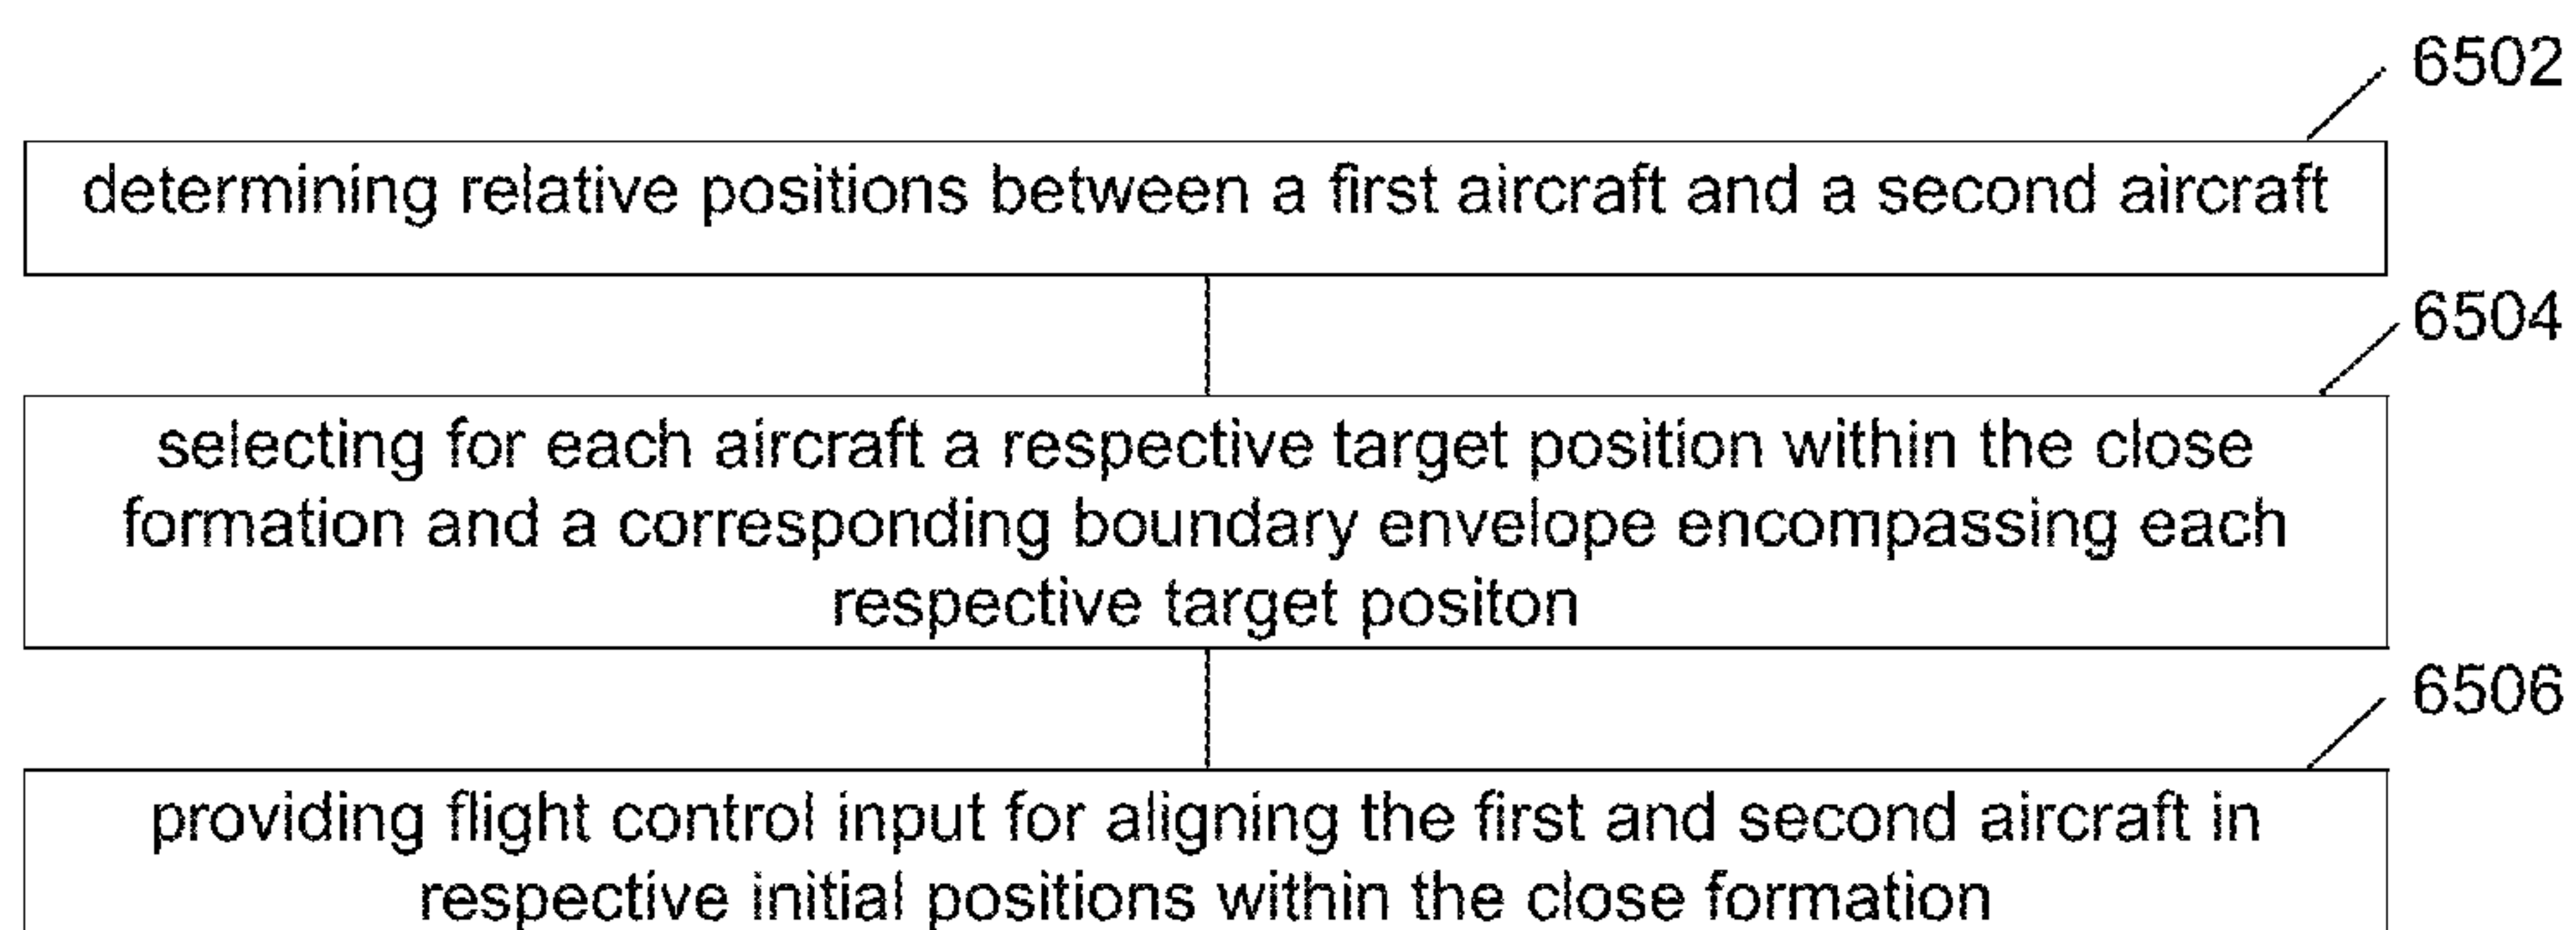 6502
determining relative positions between a first aircraft and a second aircraft
6504
selecting for each aircraft a respective target position within the close
formation and a corresponding boundary envelope encompassing each
respective target positon
6506
providing flight control input for aligning the first and second aircraft in
respective initial positions within the close formation